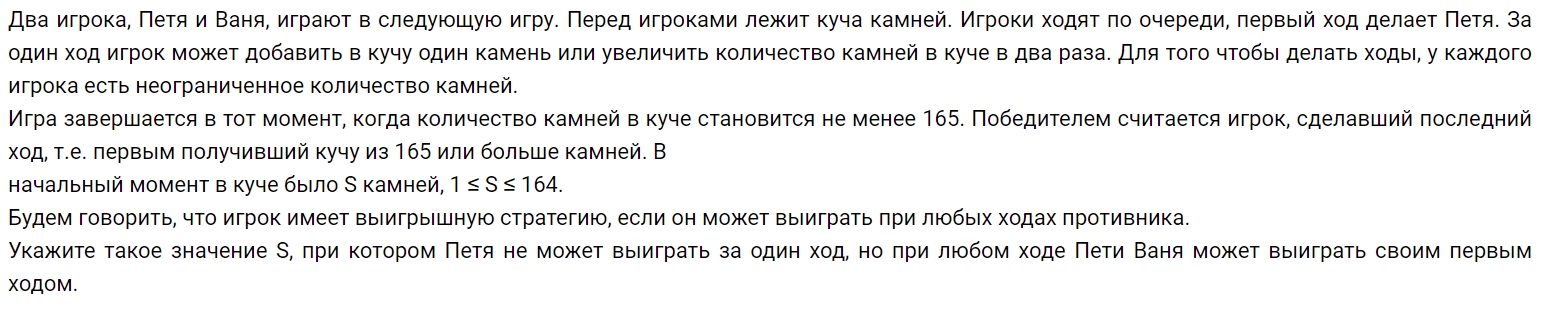 Два игрока, Петя и Ваня, играют в следующую игру. Перед игроками лежит куча камней. Игроки ходят по очереди, первый ход делает Петя. За
один ход игрок может добавить в кучу один камень или увеличить количество камней в куче в два раза. Для того чтобы делать ходы, у каждого
игрока есть неограниченное количество камней.
Игра завершается в тот момент, когда количество камней в куче становится не менее 165. Победителем считается игрок, сделавший последний
ход, т.е. первым получивший кучу из 165 или больше камней. В
начальный момент в куче было S камней, 1 ≤ S ≤ 164.
Будем говорить, что игрок имеет выигрышную стратегию, если он может выиграть при любых ходах противника.
Укажите такое значение S, при котором Петя не может выиграть за один ход, но при любом ходе Пети Ваня может выиграть своим первым
ходом.